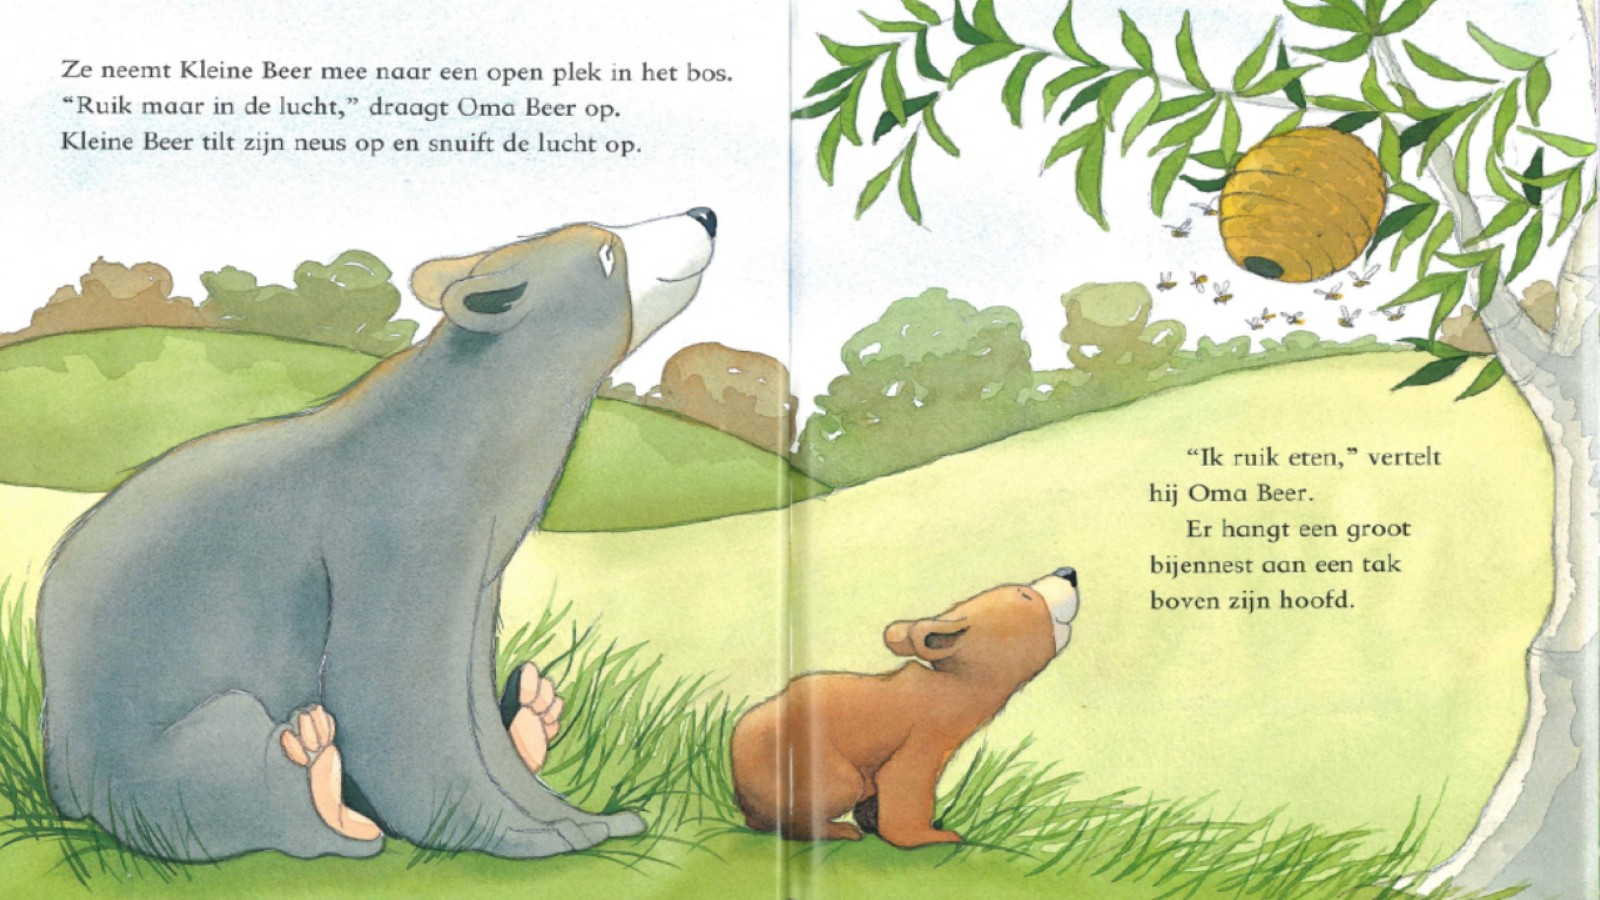 Ze neemt Kleine Beer mee naar een open plek in het bos.
“Ruik maar in de lucht,” draagt Oma Beer op.
Kleine Beer tilt zijn neus op en snuift de lucht op.
“Ik ruik eten,” vertelt
hij Oma Beer.
Er hangt een groot
bijennest aan een tak
boven zijn hoofd.